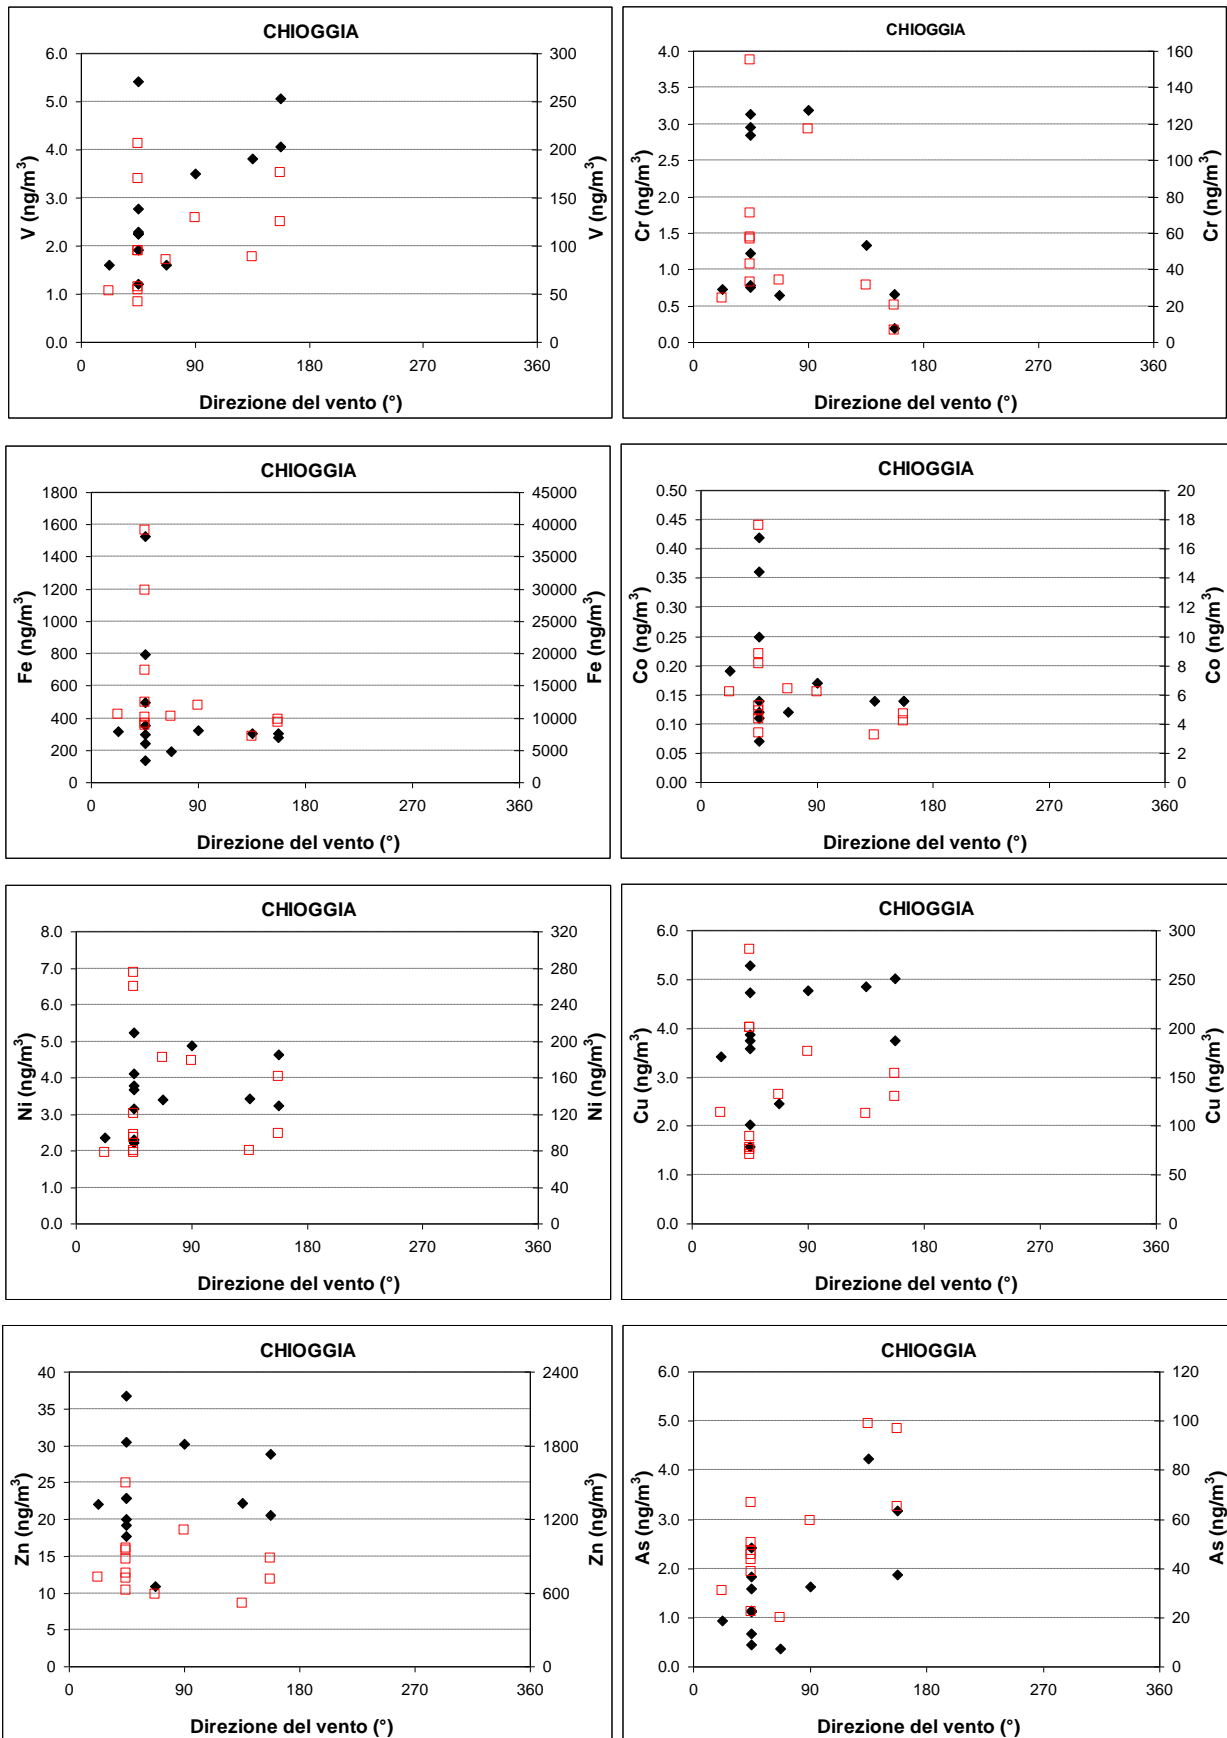 CHIOGGIA
6.0 300
5.0 250
4.0 200
3.0 150
2.0 100
1.0 50
0.0 0
0 90 180 270 360
V (ng/m³)
V (ng/m³)
Direzione del vento (°)
CHIOGGIA
4.0 160
3.5 140
3.0 120
2.5 100
2.0 80
1.5 60
1.0 40
0.5 20
0.0 0
0 90 180 270 360
Cr (ng/m³)
Cr (ng/m³)
Direzione del vento (°)
CHIOGGIA
1800 45000
1600 40000
1400 35000
1200 30000
1000 25000
800 20000
600 15000
400 10000
200 5000
0 0
0 90 180 270 360
Fe (ng/m³)
Fe (ng/m³)
Direzione del vento (°)
CHIOGGIA
0.50 20
0.45 18
0.40 16
0.35 14
0.30 12
0.25 10
0.20 8
0.15 6
0.10 4
0.05 2
0.00 0
0 90 180 270 360
Co (ng/m³)
Co (ng/m³)
Direzione del vento (°)
CHIOGGIA
8.0 320
7.0 280
6.0 240
5.0 200
4.0 160
3.0 120
2.0 80
1.0 40
0.0 0
0 90 180 270 360
Ni (ng/m³)
Ni (ng/m³)
Direzione del vento (°)
CHIOGGIA
6.0 300
5.0 250
4.0 200
3.0 150
2.0 100
1.0 50
0.0 0
0 90 180 270 360
Cu (ng/m³)
Cu (ng/m³)
Direzione del vento (°)
CHIOGGIA
40 2400
35
30 1800
25
20 1200
15
10 600
5
0 0
0 90 180 270 360
Zn (ng/m³)
Zn (ng/m³)
Direzione del vento (°)
CHIOGGIA
6.0 120
5.0 100
4.0 80
3.0 60
2.0 40
1.0 20
0.0 0
0 90 180 270 360
As (ng/m³)
As (ng/m³)
Direzione del vento (°)